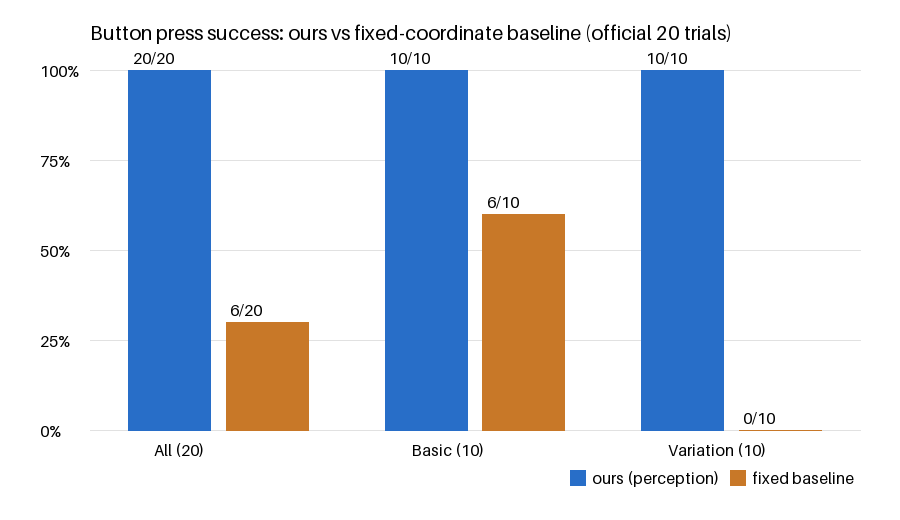 Button press success: ours vs fixed-coordinate baseline (official 20 trials)
20/20
10/10
10/10
100%
75%
6/10
50%
6/20
25%
0/10
0%
All (20)
Basic (10)
Variation (10)
ours (perception)
fixed baseline